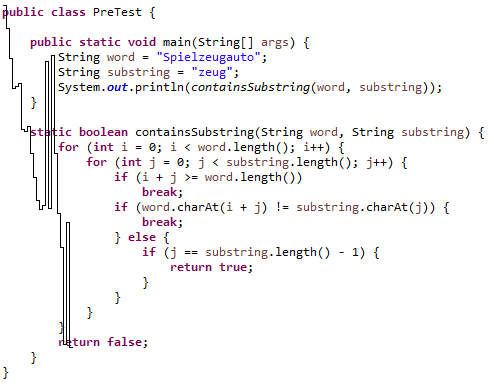 public class PreTest {
    public static void main(String[] args) {
        String word = "Spielzeugauto";
        String substring = "zeug";
        System.out.println(containsSubstring(word, substring));
    }
    static boolean containsSubstring(String word, String substring) {
        for (int i = 0; i < word.length(); i++) {
            for (int j = 0; j < substring.length(); j++) {
                if (i + j >= word.length())
                    break;
                if (word.charAt(i + j) != substring.charAt(j)) {
                    break;
                } else {
                    if (j == substring.length() - 1) {
                        return true;
                    }
                }
            }
        }
        return false;
    }
}